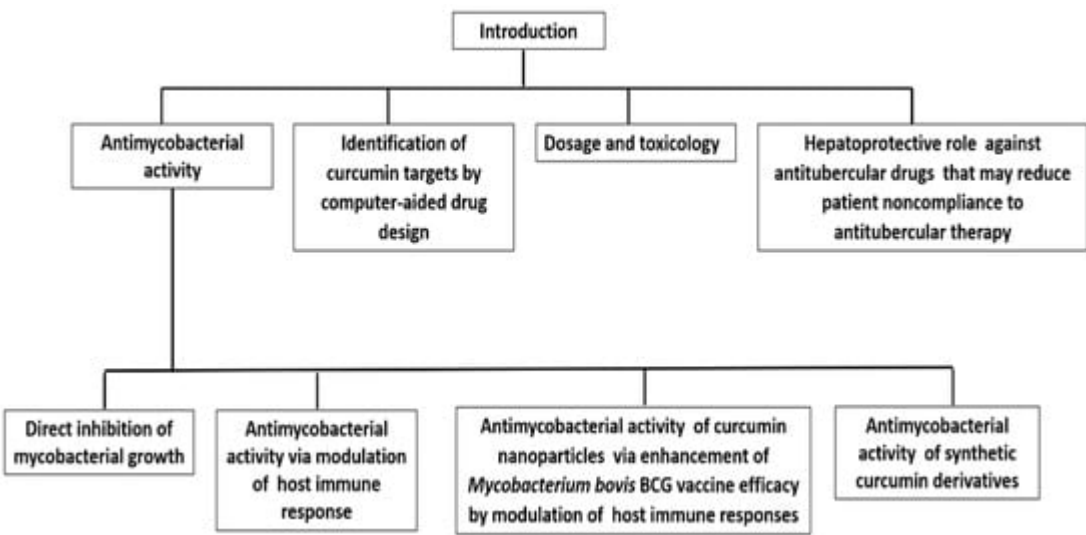 Introduction
Antimycobacterial
activity
Identification of
curcumin targets by
computer-aided drug
design
Dosage and toxicology
Hepatoprotective role against
antitubercular drugs that may reduce
patient noncompliance to
antitubercular therapy
Direct inhibition of
mycobacterial growth
Antimycobacterial
activity via modulation
of host immune
response
Antimycobacterial activity of curcumin
nanoparticles via enhancement of
Mycobacterium bovis BCG vaccine efficacy
by modulation of host immune responses
Antimycobacterial
activity of synthetic
curcumin derivatives